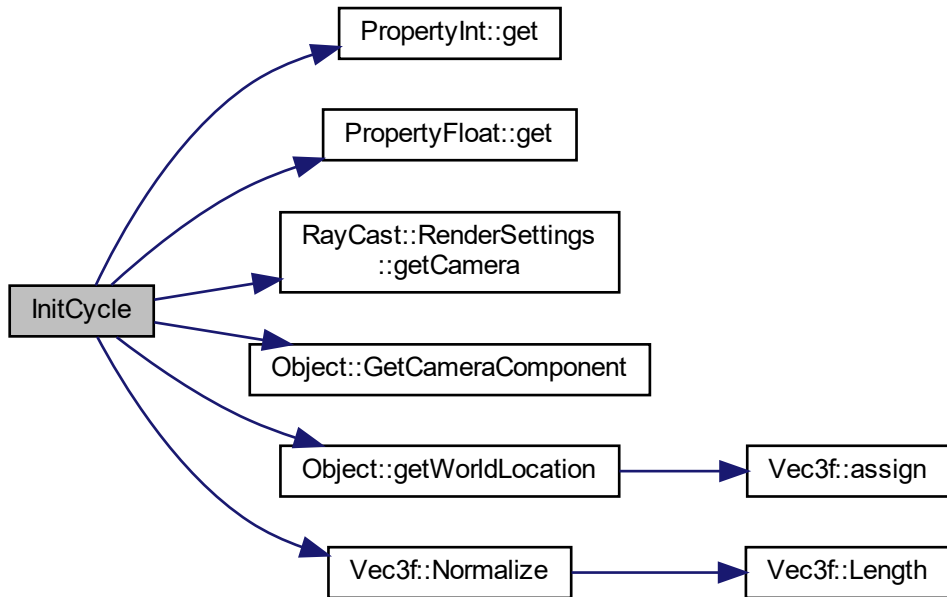 PropertyInt::get
PropertyFloat::get
RayCast::RenderSettings
::getCamera
InitCycle
Object::GetCameraComponent
Object::getWorldLocation
Vec3f::assign
Vec3f::Normalize
Vec3f::Length